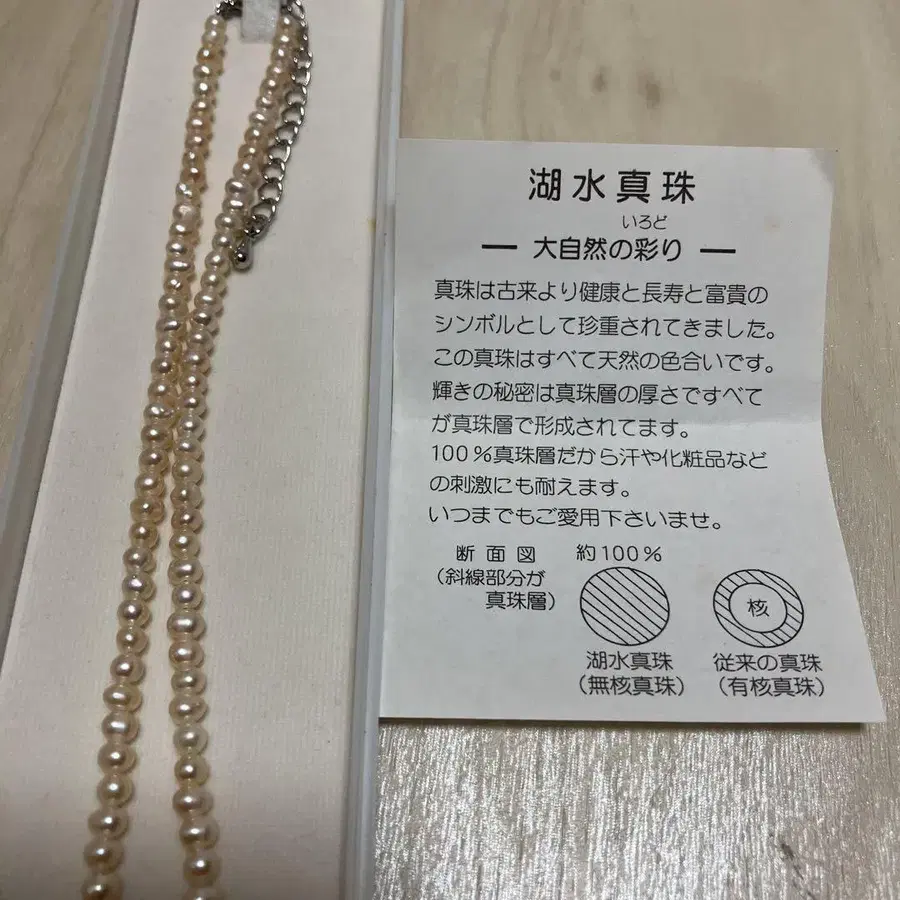 湖水真珠
いろど
― 大自然の彩り ―
真珠は古来より健康と長寿と富貴の
シンボルとして珍重されてきました。
この真珠はすべて天然の色合いです。
輝きの秘密は真珠層の厚さですべて
が真珠層で形成されてます。
100%真珠層だから汗や化粧品など
の刺激にも耐えます。
いつまでもご愛用下さいませ。
断面図 約100%
(斜線部分が
真珠層)
核
湖水真珠 従来の真珠
(無核真珠) (有核真珠)